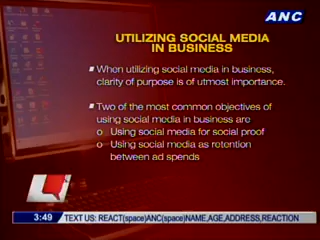 ANC
UTILIZING SOCIAL MEDIA
IN BUSINESS
When utilizing social media in business,
clarity of purpose is of utmost importance.
Two of the most common objectives of
using social media in business are
o Using social media for social proof
o Using social media as retention
between ad spends
3:49 TEXT US: REACT(space)ANC(space)NAME,AGE,ADDRESS,REACTION